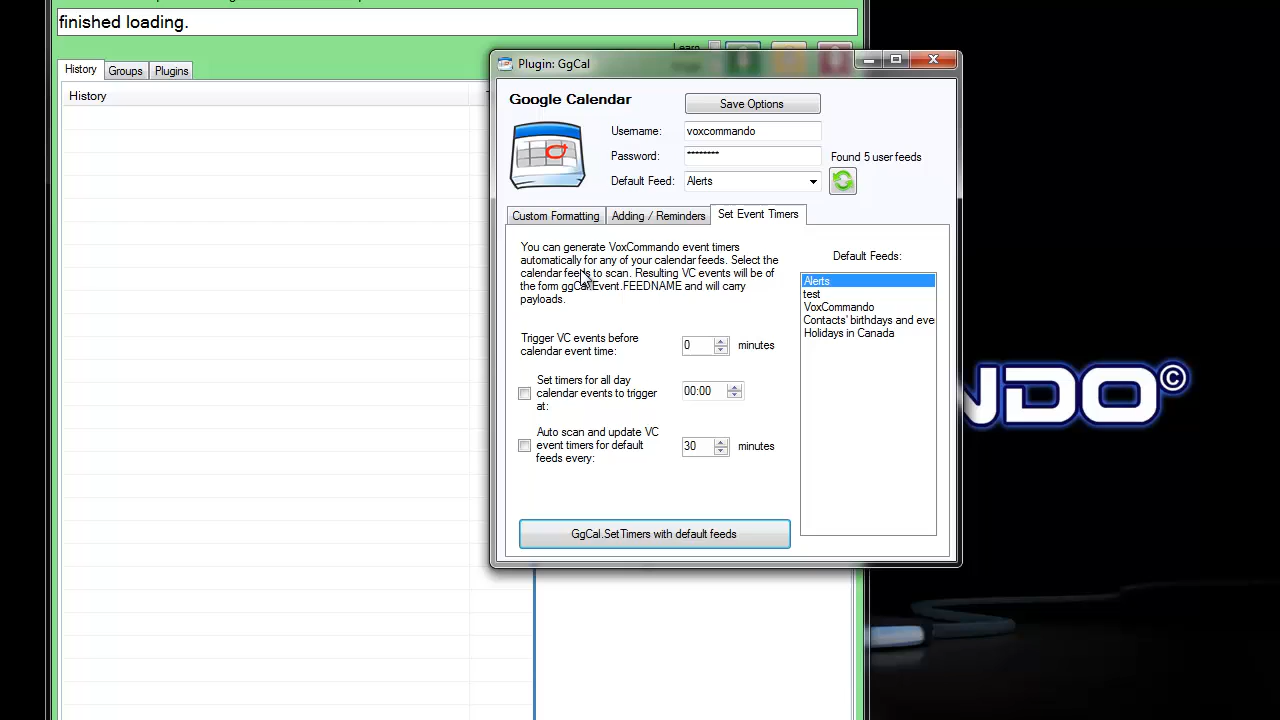 finished loading.
Learn
History
Groups
Plugins
History
Plugin: GgCal
Google Calendar
Save Options
Username:
voxcommando
Password:
********
Found 5 user feeds
Default Feed:
Alerts
Custom Formatting
Adding / Reminders
Set Event Timers
You can generate VoxCommando event timers
automatically for any of your calendar feeds. Select the
calendar feeds to scan. Resulting VC events will be of
the form ggCal.Event.FEEDNAME and will carry
payloads.
Default Feeds:
Alerts
test
VoxCommando
Contacts' birthdays and eve
Holidays in Canada
Trigger VC events before
calendar event time:
0
minutes
Set timers for all day
calendar events to trigger
at:
00:00
Auto scan and update VC
event timers for default
feeds every:
30
minutes
GgCal.SetTimers with default feeds
NDO©